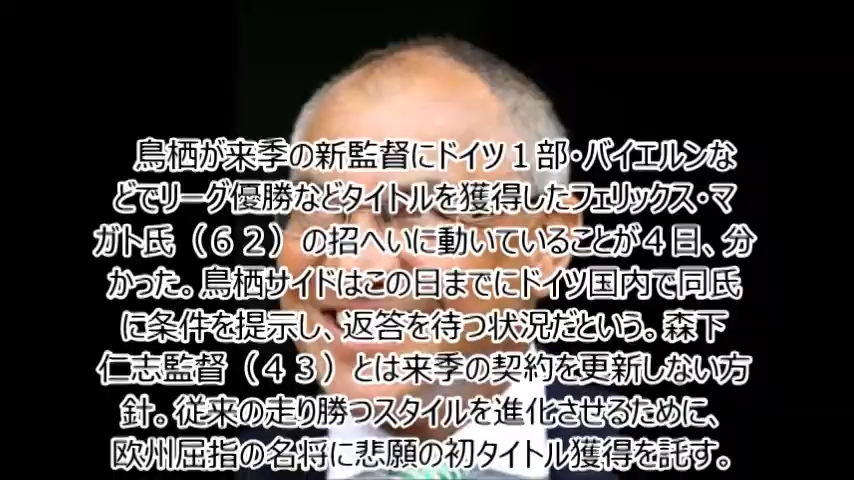 鳥栖が来季の新監督にドイツ１部・バイエルンな
どでリーグ優勝などタイトルを獲得したフェリックス・マ
ガト氏（６２）の招へいに動いていることが４日、分
かった。鳥栖サイドはこの日までにドイツ国内で同氏
に条件を提示し、返答を待つ状況だという。森下
仁志監督（４３）とは来季の契約を更新しない方
針。従来の走り勝つスタイルを進化させるために、
欧州屈指の名将に悲願の初タイトル獲得を託す。